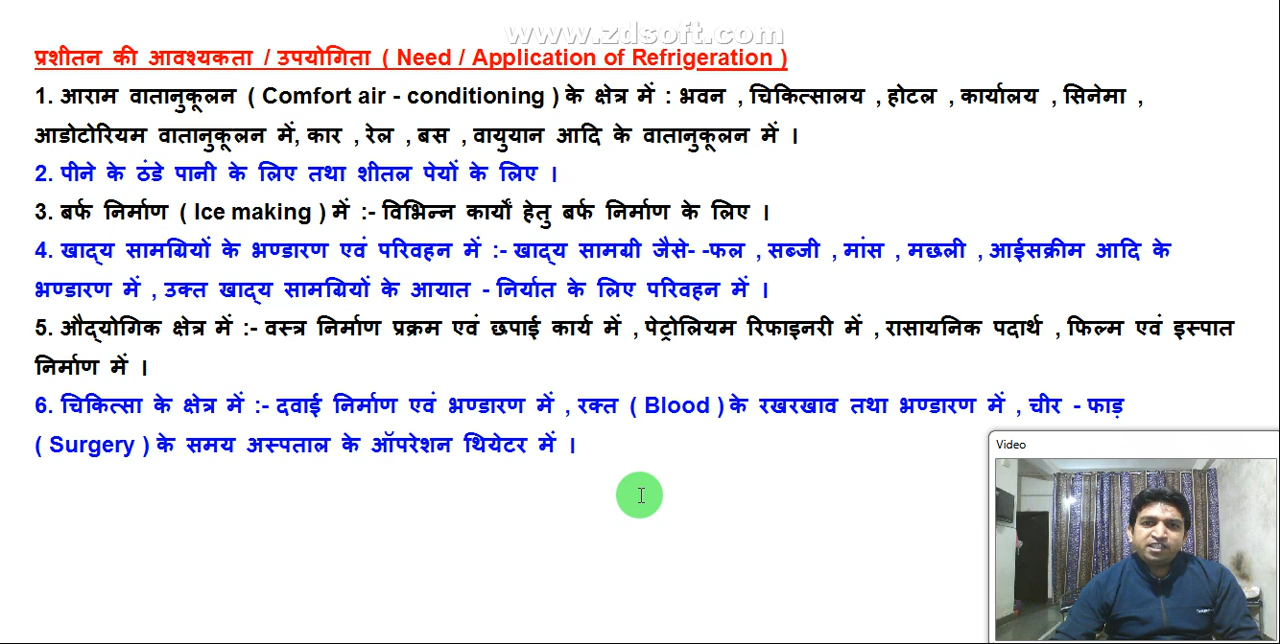 www.zdsoft.com
प्रशीतन की आवश्यकता / उपयोगिता ( Need / Application of Refrigeration )
1. आराम वातानुकूलन ( Comfort air - conditioning ) के क्षेत्र में : भवन , चिकित्सालय , होटल , कार्यालय , सिनेमा ,
आडोटोरियम वातानुकूलन में, कार , रेल , बस , वायुयान आदि के वातानुकूलन में ।
2. पीने के ठंडे पानी के लिए तथा शीतल पेयों के लिए ।
3. बर्फ निर्माण ( Ice making ) में :- विभिन्न कार्यों हेतु बर्फ निर्माण के लिए ।
4. खाद्य सामग्रियों के भण्डारण एवं परिवहन में :- खाद्य सामग्री जैसे- -फल , सब्जी , मांस , मछली , आईसक्रीम आदि के
भण्डारण में , उक्त खाद्य सामग्रियों के आयात - निर्यात के लिए परिवहन में ।
5. औद्योगिक क्षेत्र में :- वस्त्र निर्माण प्रक्रम एवं छपाई कार्य में , पेट्रोलियम रिफाइनरी में , रासायनिक पदार्थ , फिल्म एवं इस्पात
निर्माण में ।
6. चिकित्सा के क्षेत्र में :- दवाई निर्माण एवं भण्डारण में , रक्त ( Blood ) के रखरखाव तथा भण्डारण में , चीर - फाड़
( Surgery ) के समय अस्पताल के ऑपरेशन थियेटर में ।
Video